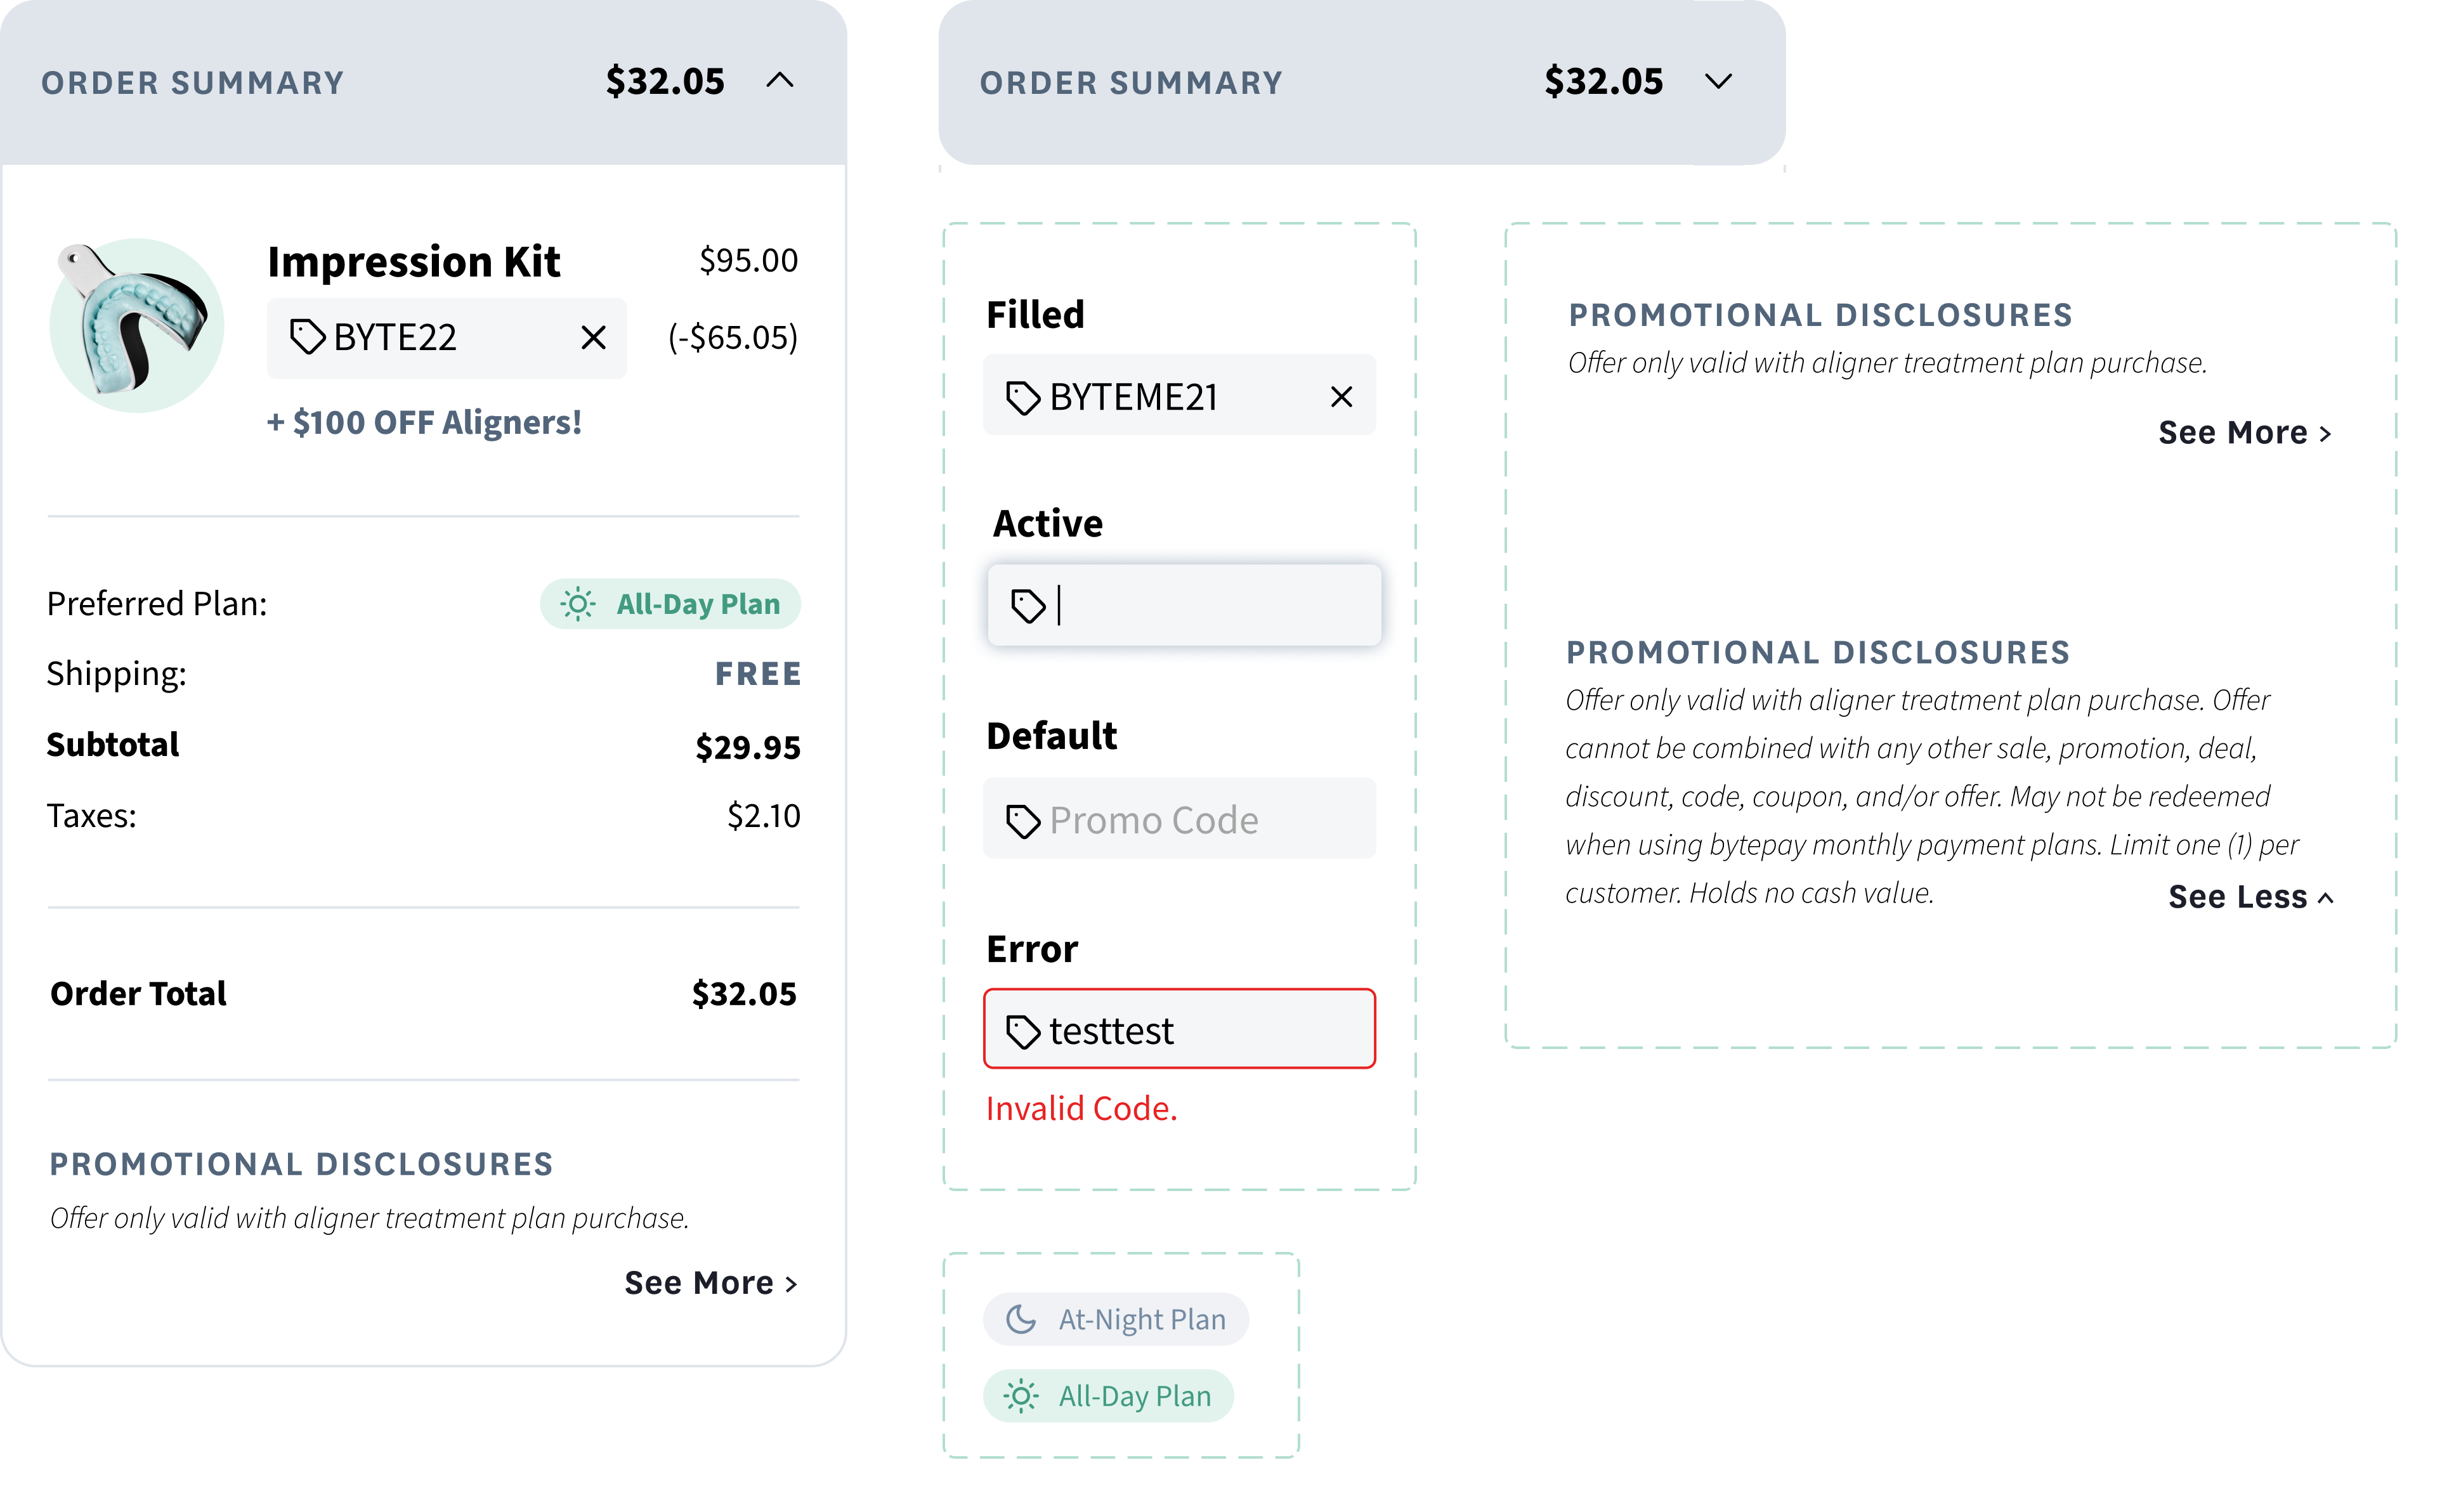 ORDER SUMMARY $32.05
Impression Kit $95.00
BYTE22 (-$65.05)
+ $100 OFF Aligners!
Preferred Plan: All-Day Plan
Shipping: FREE
Subtotal $29.95
Taxes: $2.10
Order Total $32.05
PROMOTIONAL DISCLOSURES
Offer only valid with aligner treatment plan purchase.
See More >
ORDER SUMMARY $32.05
Filled
BYTEME21
Active
Default
Promo Code
Error
testtest
Invalid Code.
At-Night Plan
All-Day Plan
PROMOTIONAL DISCLOSURES
Offer only valid with aligner treatment plan purchase.
See More >
PROMOTIONAL DISCLOSURES
Offer only valid with aligner treatment plan purchase. Offer
cannot be combined with any other sale, promotion, deal,
discount, code, coupon, and/or offer. May not be redeemed
when using bytepay monthly payment plans. Limit one (1) per
customer. Holds no cash value.
See Less